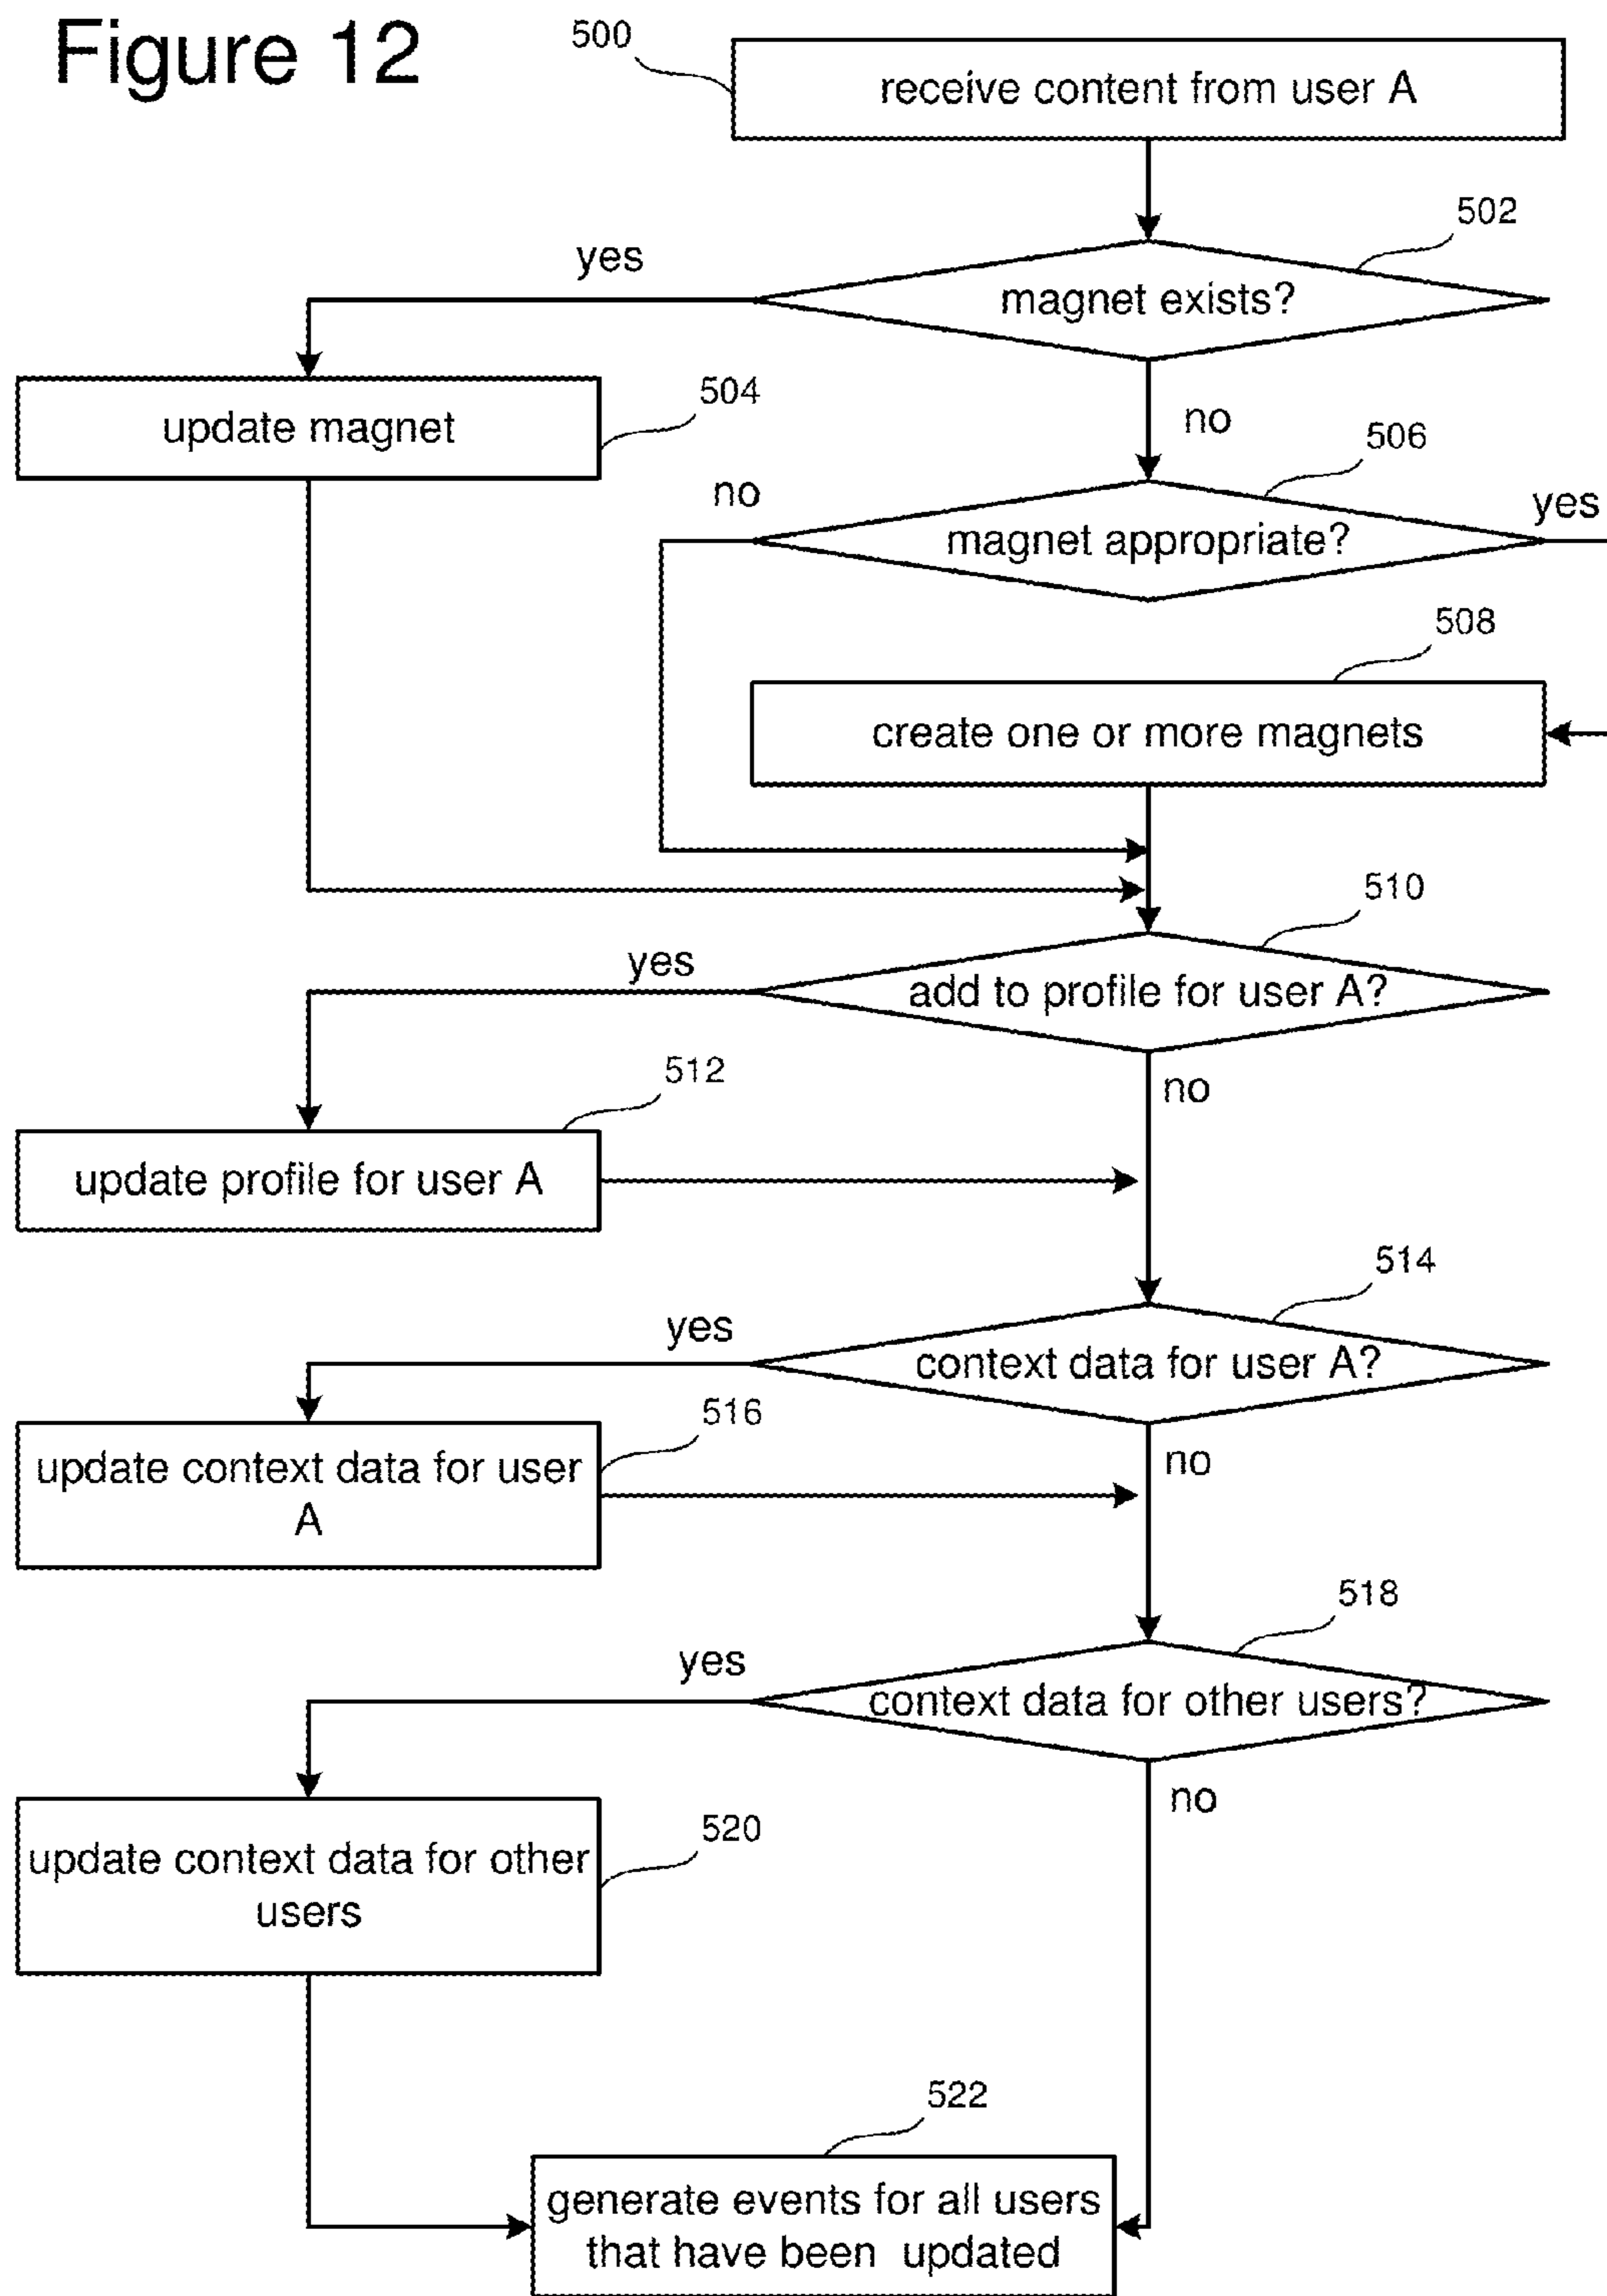 Figure 12
500
receive content from user A
502
yes
magnet exists?
504
update magnet
no
506
no
yes
magnet appropriate?
508
create one or more magnets
510
yes
add to profile for user A?
512
no
update profile for user A
514
yes
context data for user A?
516
no
update context data for user
A
518
yes
context data for other users?
no
520
update context data for other
users
522
generate events for all users
that have been updated